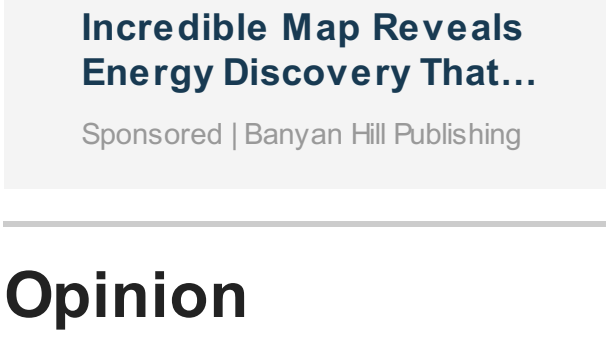 Incredible Map Reveals
Energy Discovery That...
Sponsored | Banyan Hill Publishing
Opinion